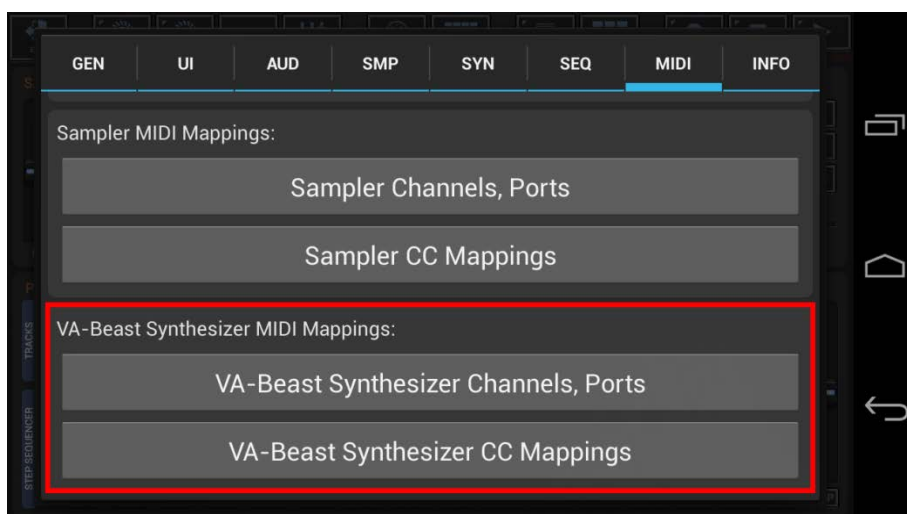 GEN UI AUD SMP SYN SEQ MIDI INFO
Sampler MIDI Mappings:
Sampler Channels, Ports
Sampler CC Mappings
VA-Beast Synthesizer MIDI Mappings:
VA-Beast Synthesizer Channels, Ports
VA-Beast Synthesizer CC Mappings
TRACKS
STEP SEQUENCER